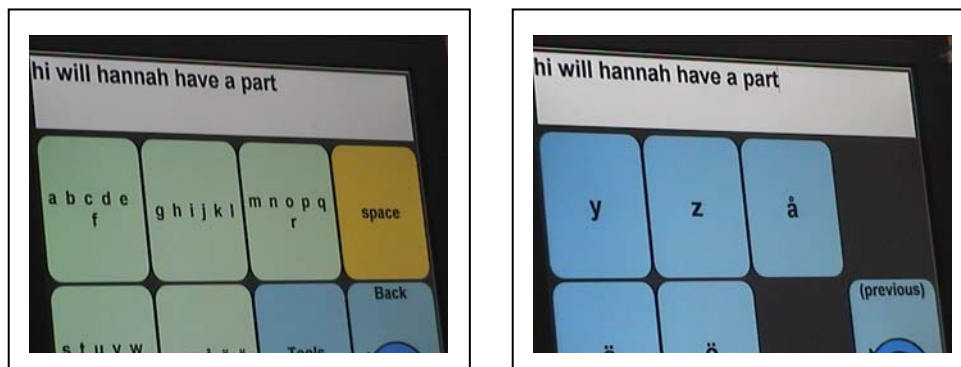 hi will hannah have a part
a b c d e
f
g h i j k l
m n o p q
r
space
s t u v w
Tools
Back
hi will hannah have a part
y
z
å
ä
ö
(previous)